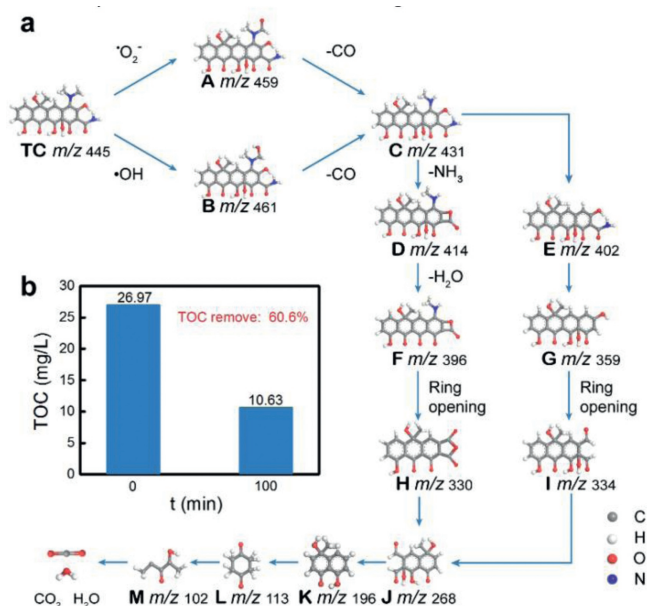 a
•O2-
-CO
A m/z 459
TC m/z 445
C m/z 431
•OH
-CO
B m/z 461
-NH3
D m/z 414
E m/z 402
-H2O
b
30
26.97
TOC remove: 60.6%
25
20
15
10.63
10
5
0
TOC (mg/L)
0
100
t (min)
F m/z 396
G m/z 359
Ring
opening
Ring
opening
H m/z 330
I m/z 334
C
H
O
N
CO2 H2O
M m/z 102
L m/z 113
K m/z 196
J m/z 268